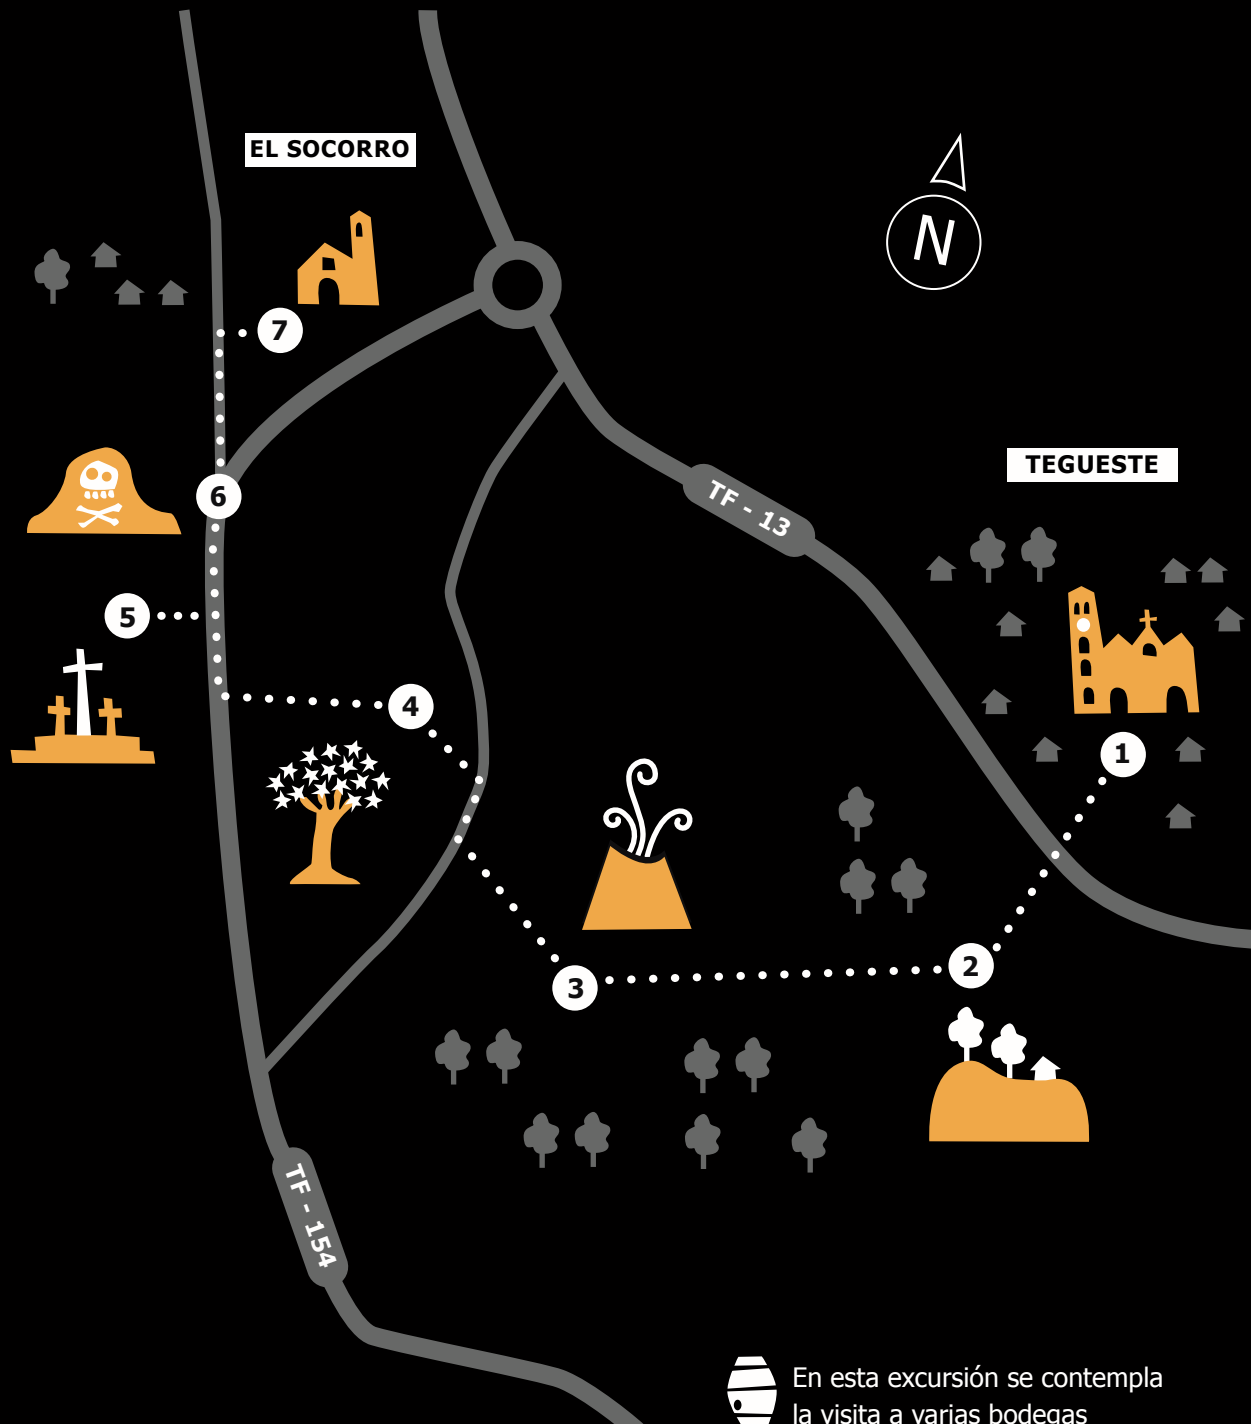 EL SOCORRO
N
7
TEGUESTE
6
TF - 13
5
4
1
2
3
TF - 154
En esta excursión se contempla
la visita a varias bodegas